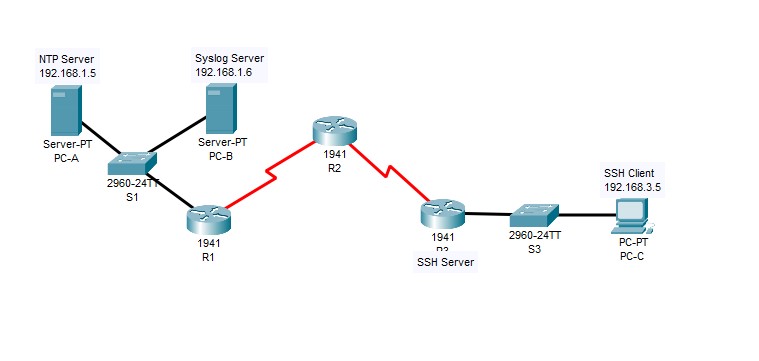 NTP Server
192.168.1.5
Server-PT
PC-A
Syslog Server
192.168.1.6
Server-PT
PC-B
2960-24TT
S1
1941
R1
1941
R2
1941
R3
SSH Server
2960-24TT
S3
SSH Client
192.168.3.5
PC-PT
PC-C